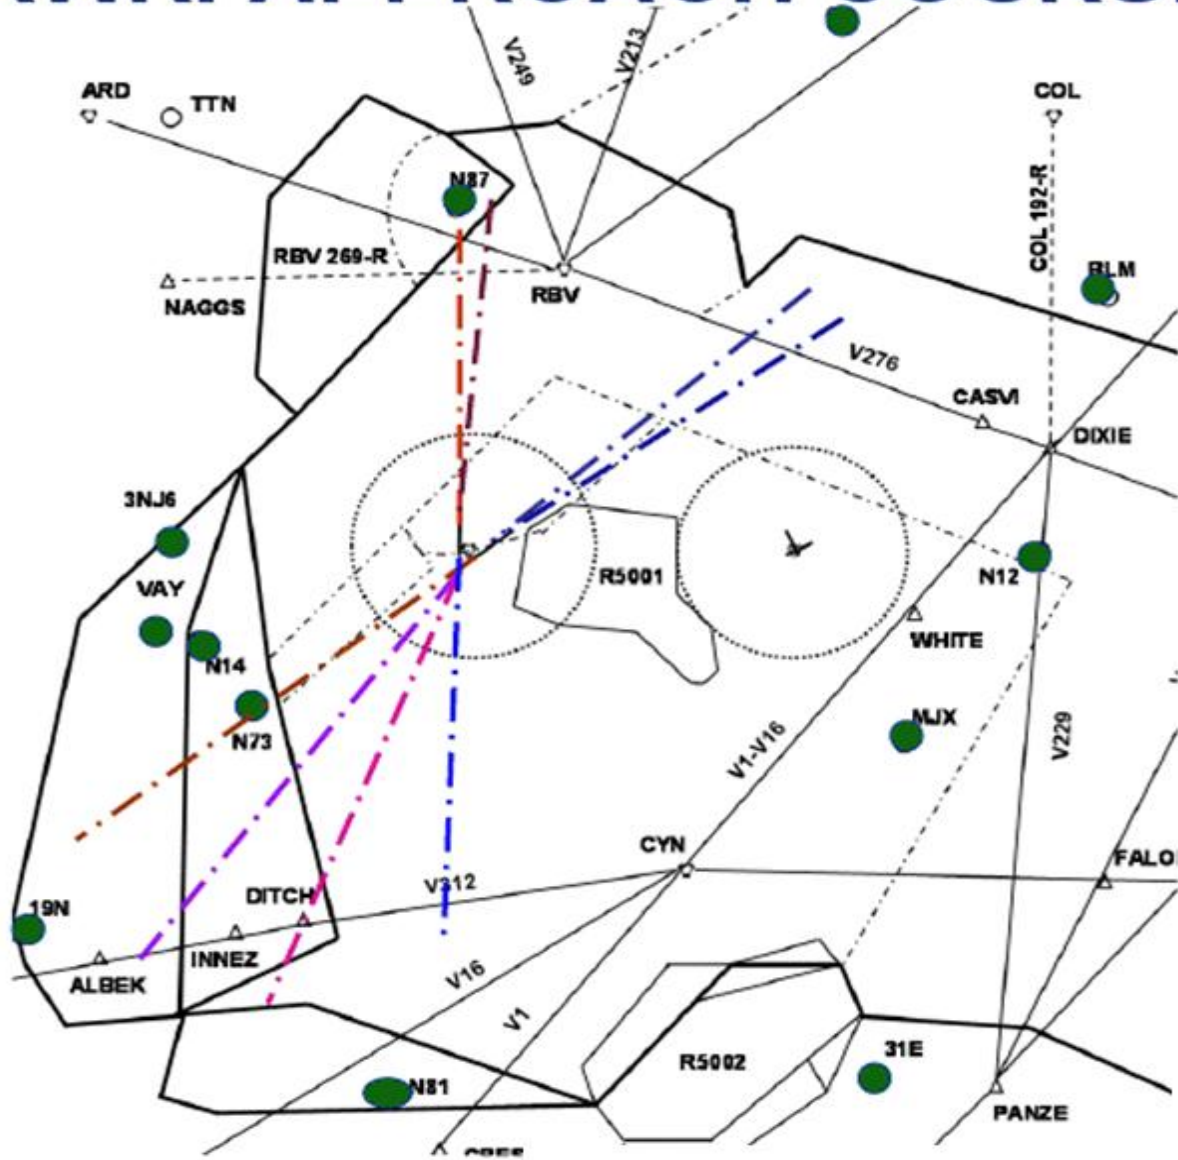 V249
V213
ARD
TTN
COL
N87
COL 192-R
RBV 269-R
BLM
NAGGS
RBV
V276
CASVI
DIXIE
3NJ6
VAY
R5001
N12
N14
WHITE
N73
MJX
V229
V1-V16
CYN
FALO
V312
DITCH
19N
INNEZ
ALBEK
V16
V1
31E
R5002
N81
PANZE